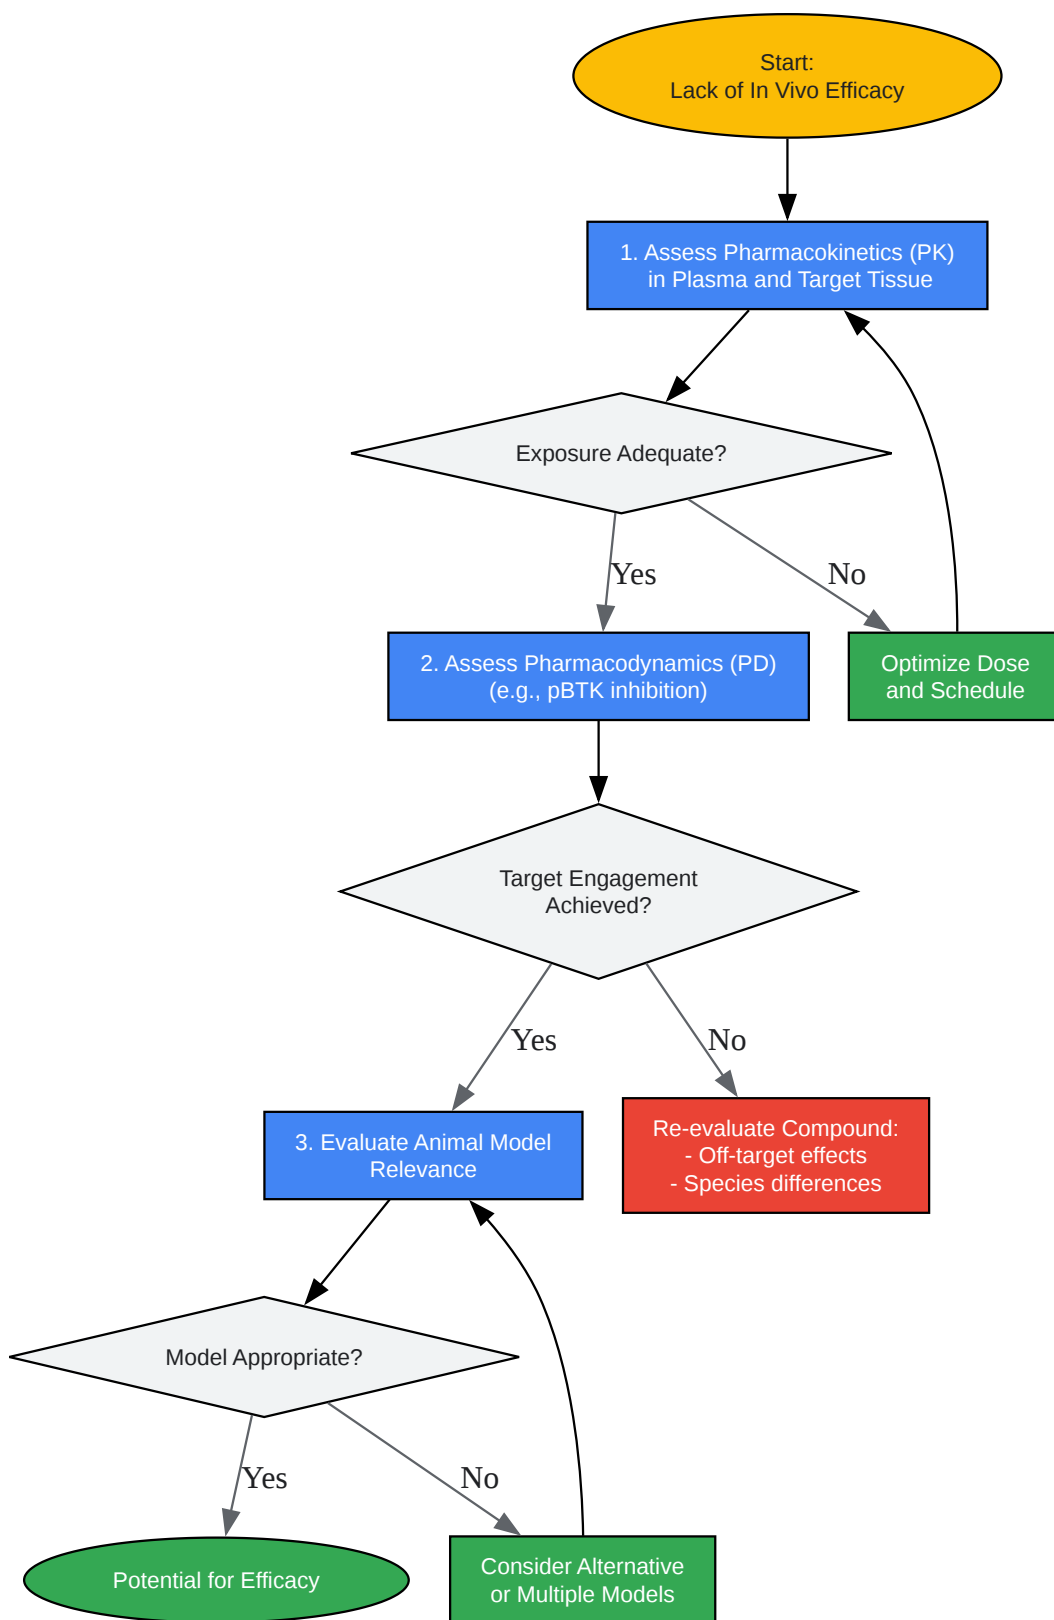 Start:
Lack of In Vivo Efficacy
1. Assess Pharmacokinetics (PK)
in Plasma and Target Tissue
Exposure Adequate?
Yes
No
2. Assess Pharmacodynamics (PD)
(e.g., pBTK inhibition)
Optimize Dose
and Schedule
Target Engagement
Achieved?
Yes
No
3. Evaluate Animal Model
Relevance
Re-evaluate Compound:
- Off-target effects
- Species differences
Model Appropriate?
Yes
No
Potential for Efficacy
Consider Alternative
or Multiple Models